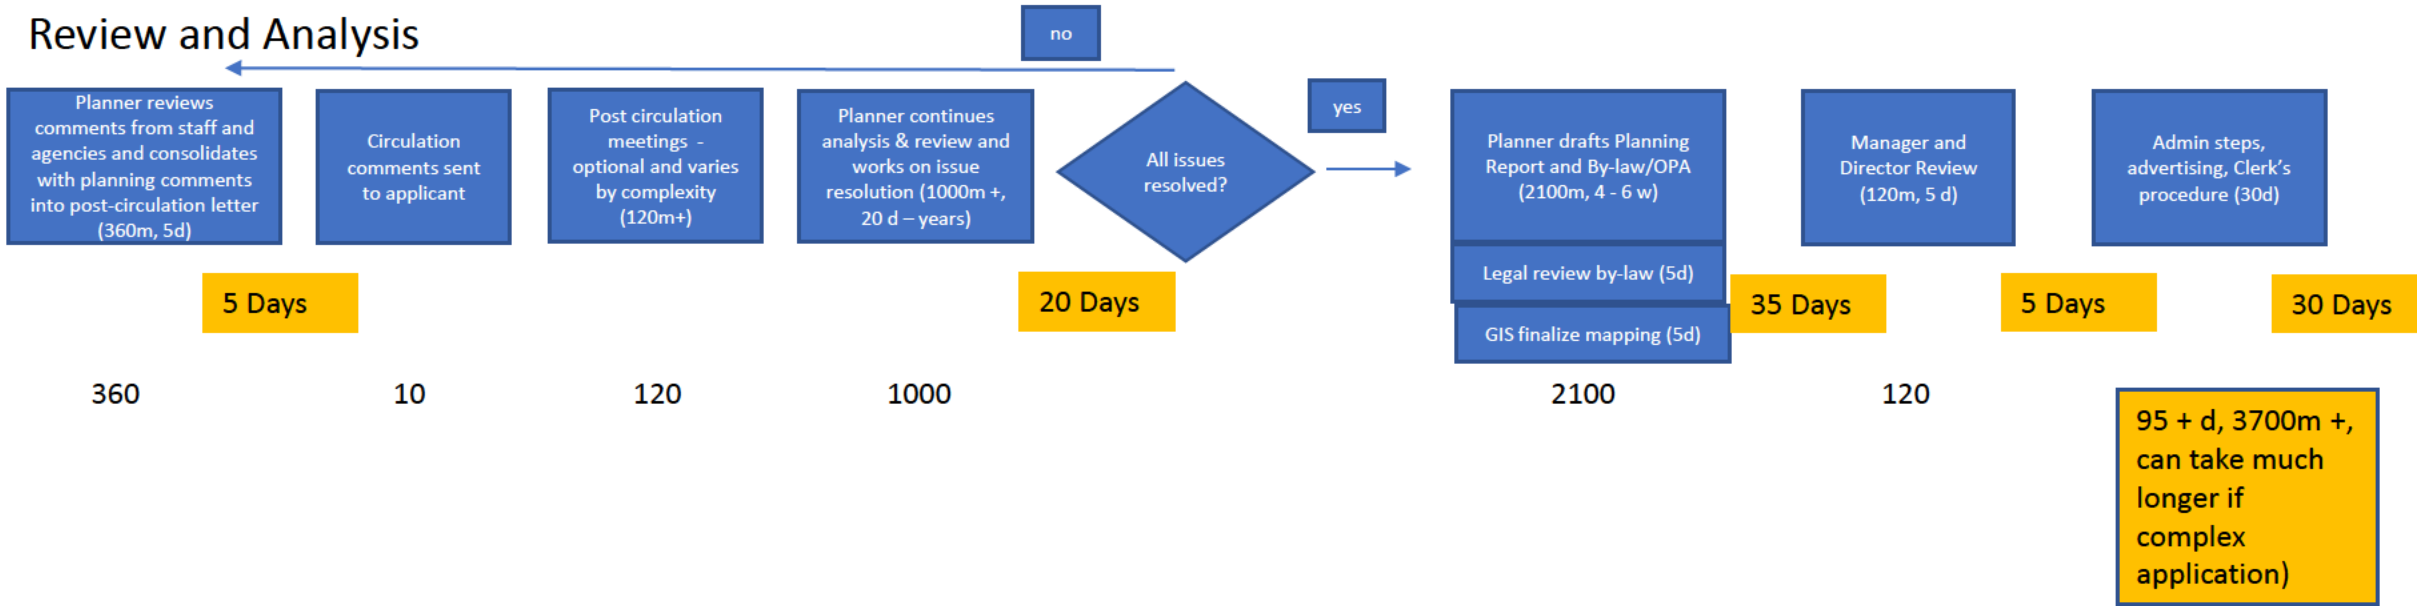 Review and Analysis
no
yes
Planner reviews
comments from staff and
agencies and consolidates
with planning comments
into post-circulation letter
(360m, 5d)
Circulation
comments sent
to applicant
Post circulation
meetings -
optional and varies
by complexity
(120m+)
Planner continues
analysis & review and
works on issue
resolution (1000m +,
20 d – years)
All issues
resolved?
Planner drafts Planning
Report and By-law/OPA
(2100m, 4 - 6 w)
Legal review by-law (5d)
GIS finalize mapping (5d)
Manager and
Director Review
(120m, 5 d)
Admin steps,
advertising, Clerk's
procedure (30d)
5 Days
20 Days
35 Days
5 Days
30 Days
360
10
120
1000
2100
120
95 + d, 3700m +,
can take much
longer if
complex
application)